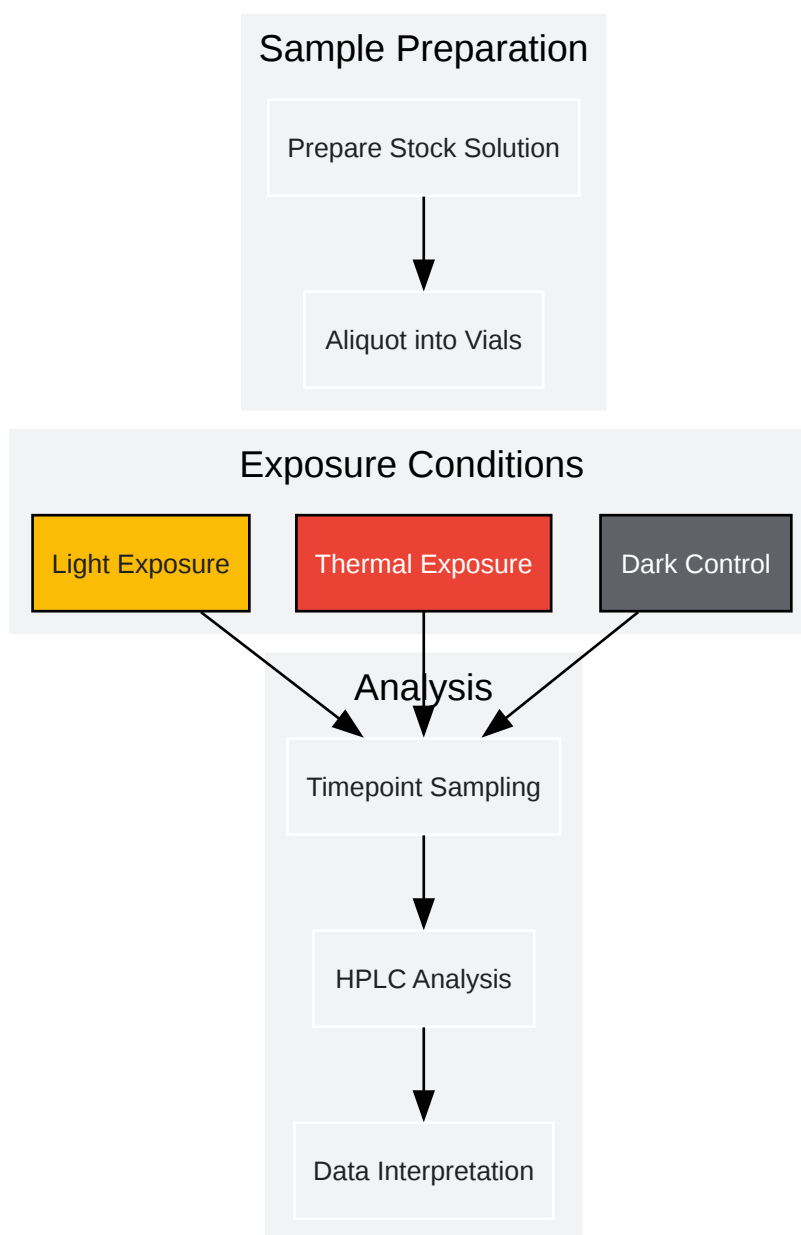 Sample Preparation
Prepare Stock Solution
Aliquot into Vials
Exposure Conditions
Light Exposure
Thermal Exposure
Dark Control
Analysis
Timepoint Sampling
HPLC Analysis
Data Interpretation